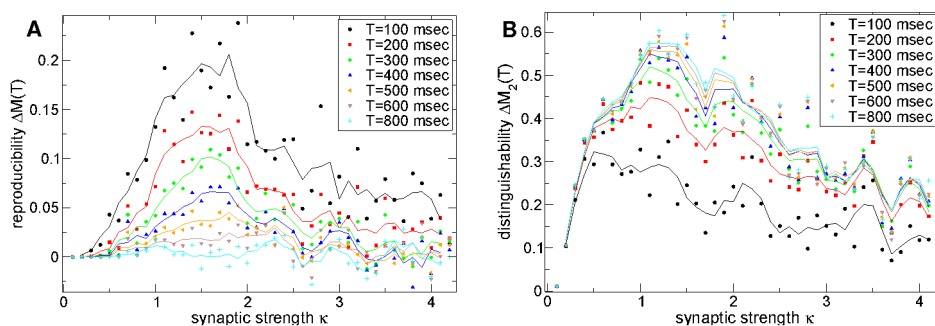 A
reproducibility ΔM(T)
0.2
0.15
0.1
0.05
0
0
1
2
3
4
synaptic strength κ
T=100 msec
T=200 msec
T=300 msec
T=400 msec
T=500 msec
T=600 msec
T=800 msec
B
distinguishability ΔM₂(T)
0.6
0.5
0.4
0.3
0.2
0.1
0
0
1
2
3
4
synaptic strength κ
T=100 msec
T=200 msec
T=300 msec
T=400 msec
T=500 msec
T=600 msec
T=800 msec